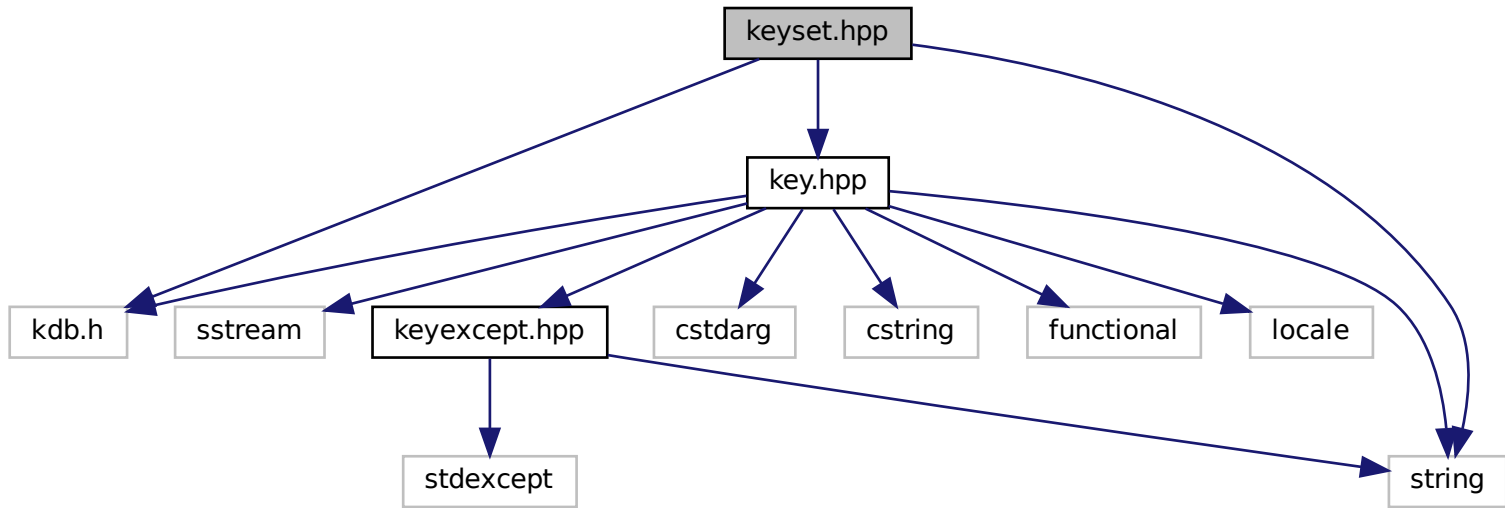 keyset.hpp
key.hpp
kdb.h
sstream
keyexcept.hpp
cstdarg
cstring
functional
locale
stdexcept
string